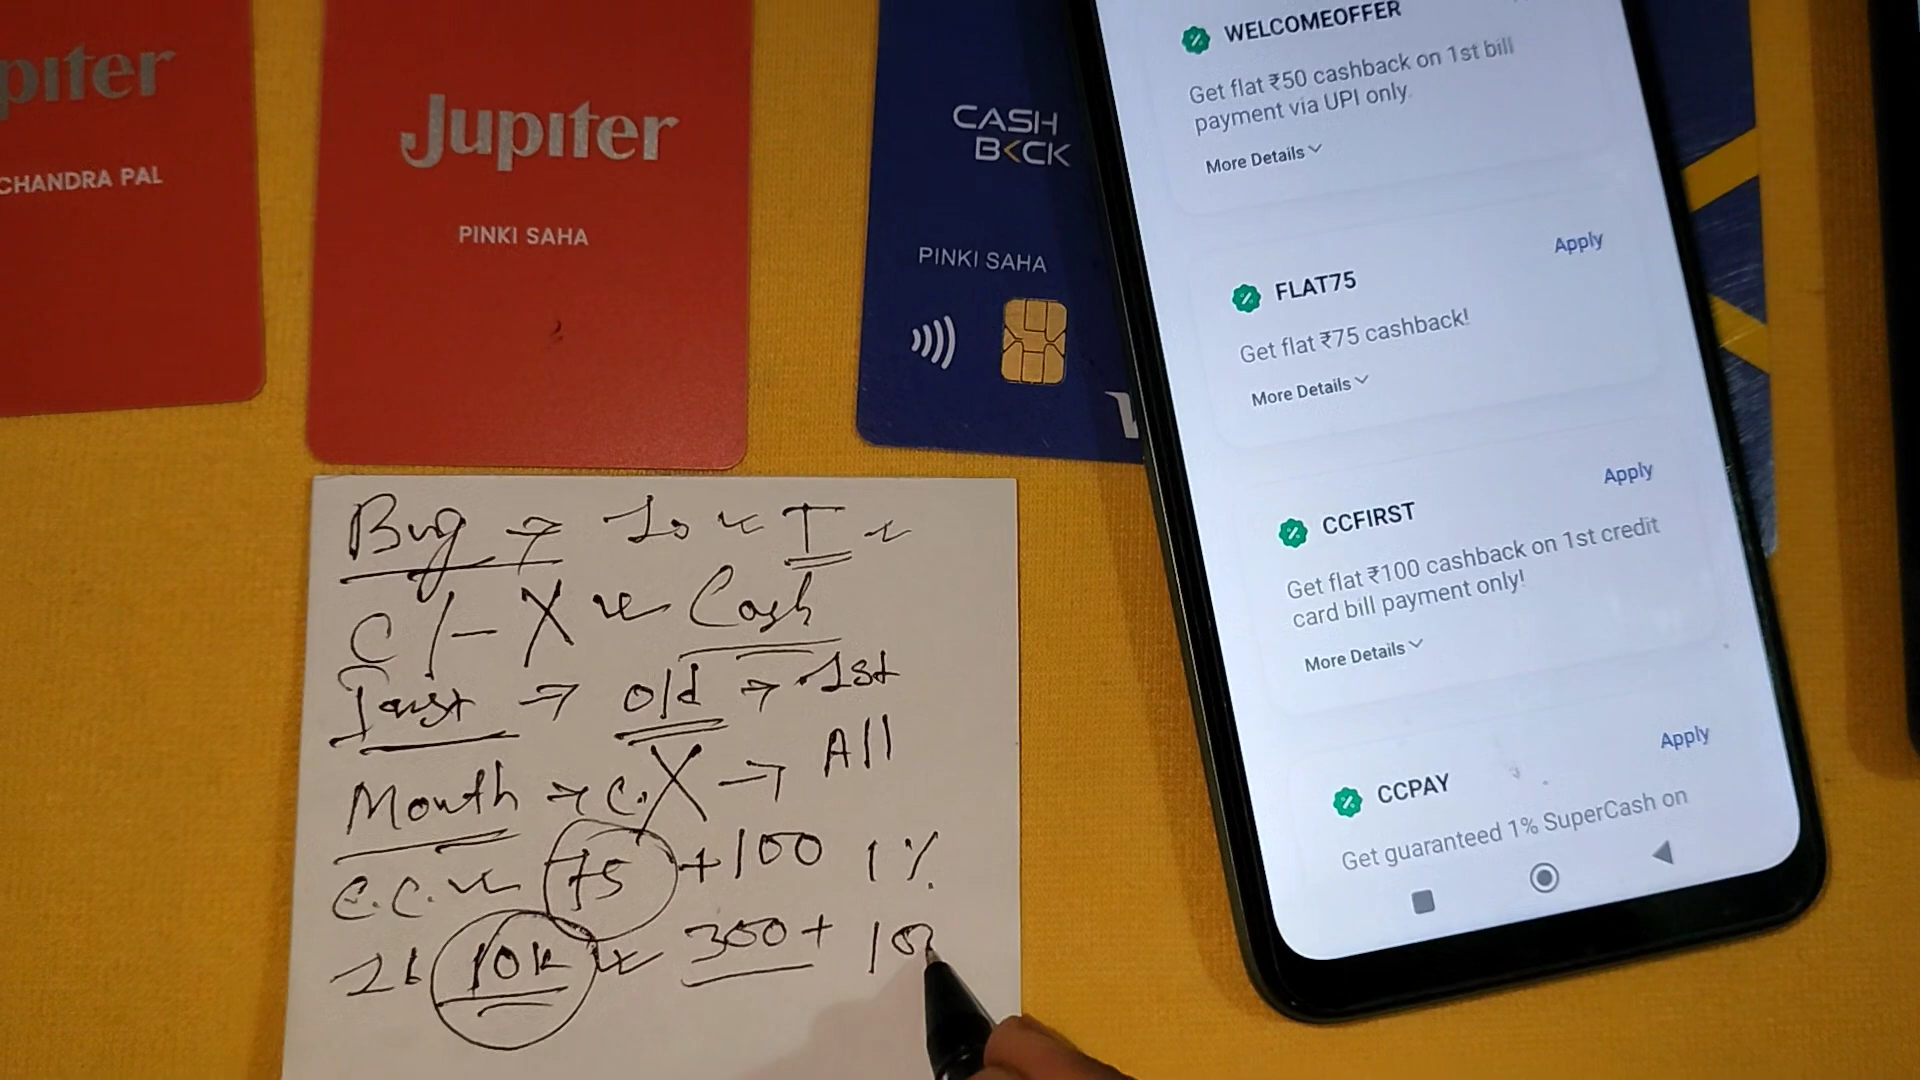 piter
CHANDRA PAL
Jupiter
PINKI SAHA
CASH
B<CK
PINKI SAHA
WELCOMEOFFER
Get flat ₹50 cashback on 1st bill
payment via UPI only.
More Details
Apply
FLAT75
Get flat ₹75 cashback!
More Details
Apply
CCFIRST
Get flat ₹100 cashback on 1st credit
card bill payment only!
More Details
Apply
CCPAY
Get guaranteed 1% SuperCash on
Bug →
Cash
→ old → 1st
Month → C. X → All
C.C. 75 + 100 1%
10k 300 +